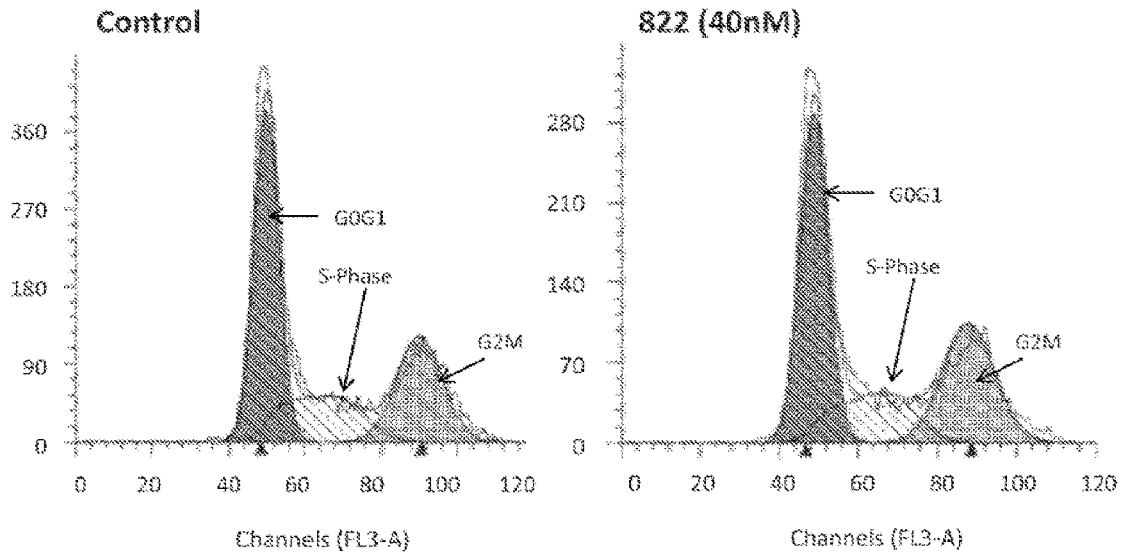 Control
360
270
180
90
0
G0G1
S-Phase
G2M
0 20 40 60 80 100 120
Channels (FL3-A)
822 (40nM)
280
210
140
70
0
G0G1
S-Phase
G2M
0 20 40 60 80 100 120
Channels (FL3-A)